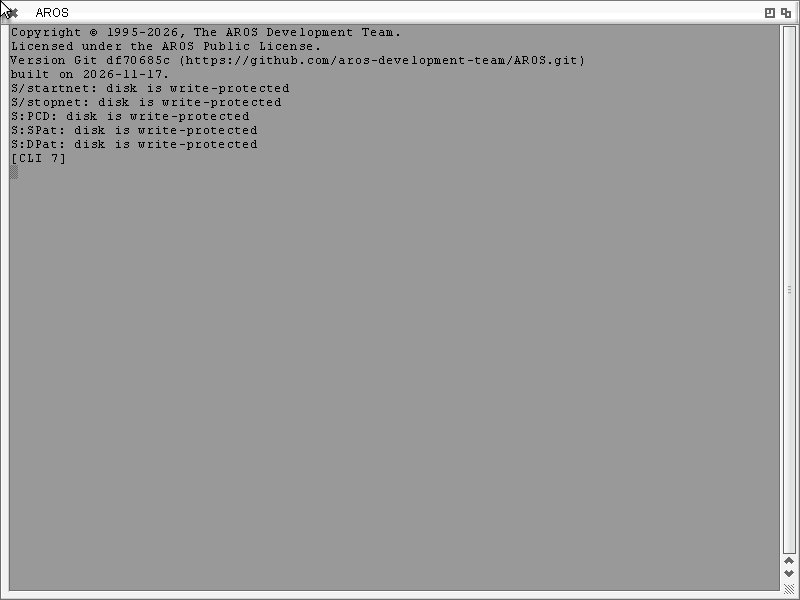 AROS
Copyright © 1995-2026, The AROS Development Team.
Licensed under the AROS Public License.
Version Git df70685c (https://github.com/aros-development-team/AROS.git)
built on 2026-11-17.
S/startnet: disk is write-protected
S/stopnet: disk is write-protected
S:PCD: disk is write-protected
S:SPat: disk is write-protected
S:DPat: disk is write-protected
[CLI 7]